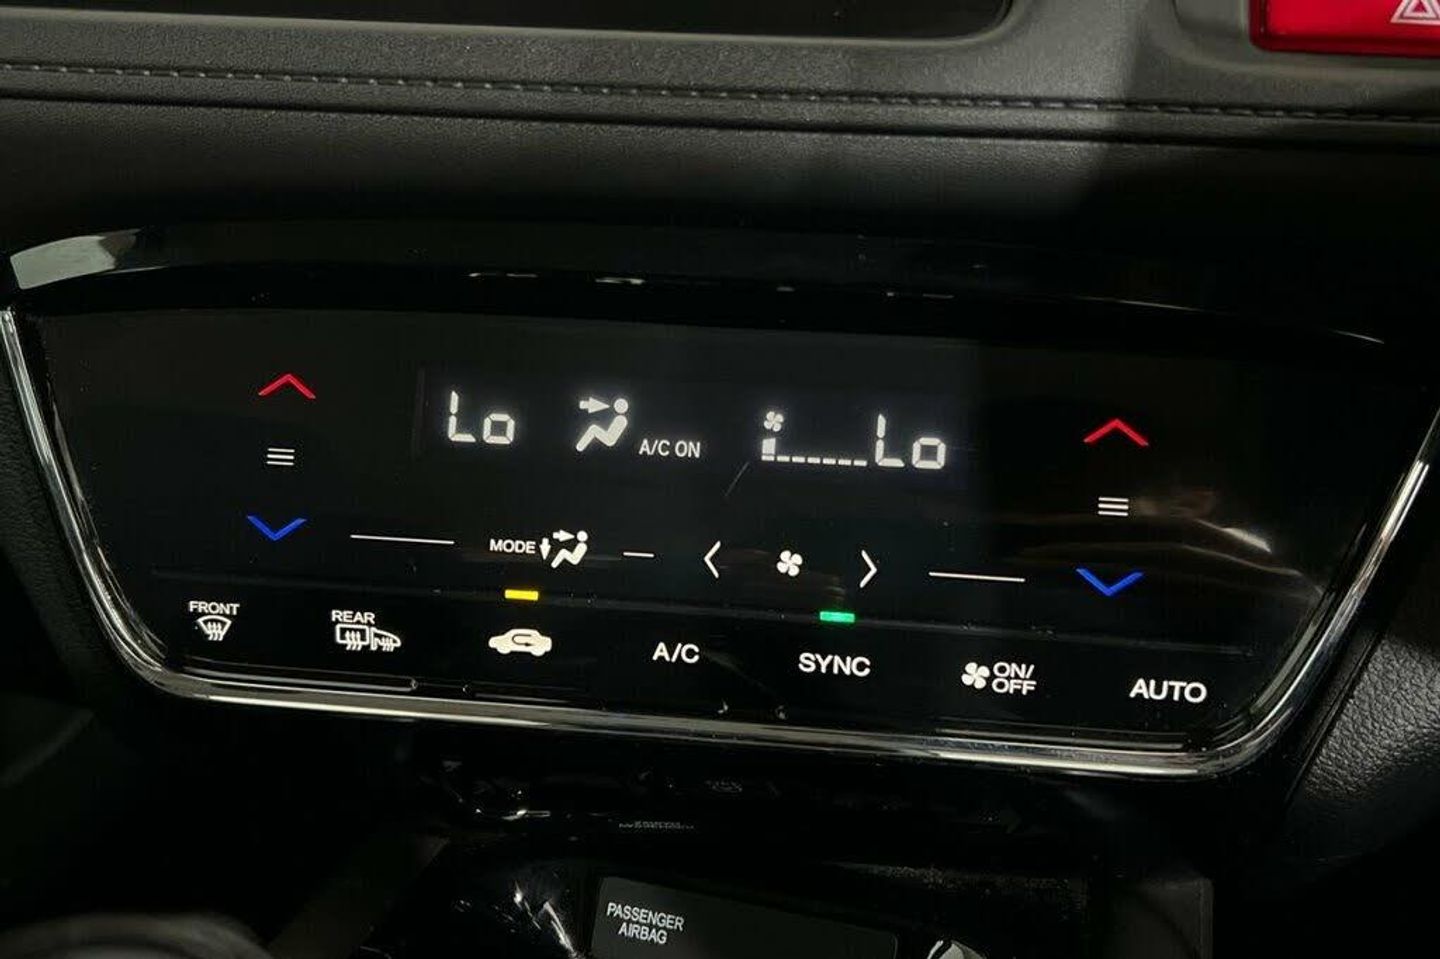 Lo A/C ON Lo
MODE
FRONT
REAR
A/C
SYNC
ON/
OFF
AUTO
PASSENGER
AIRBAG